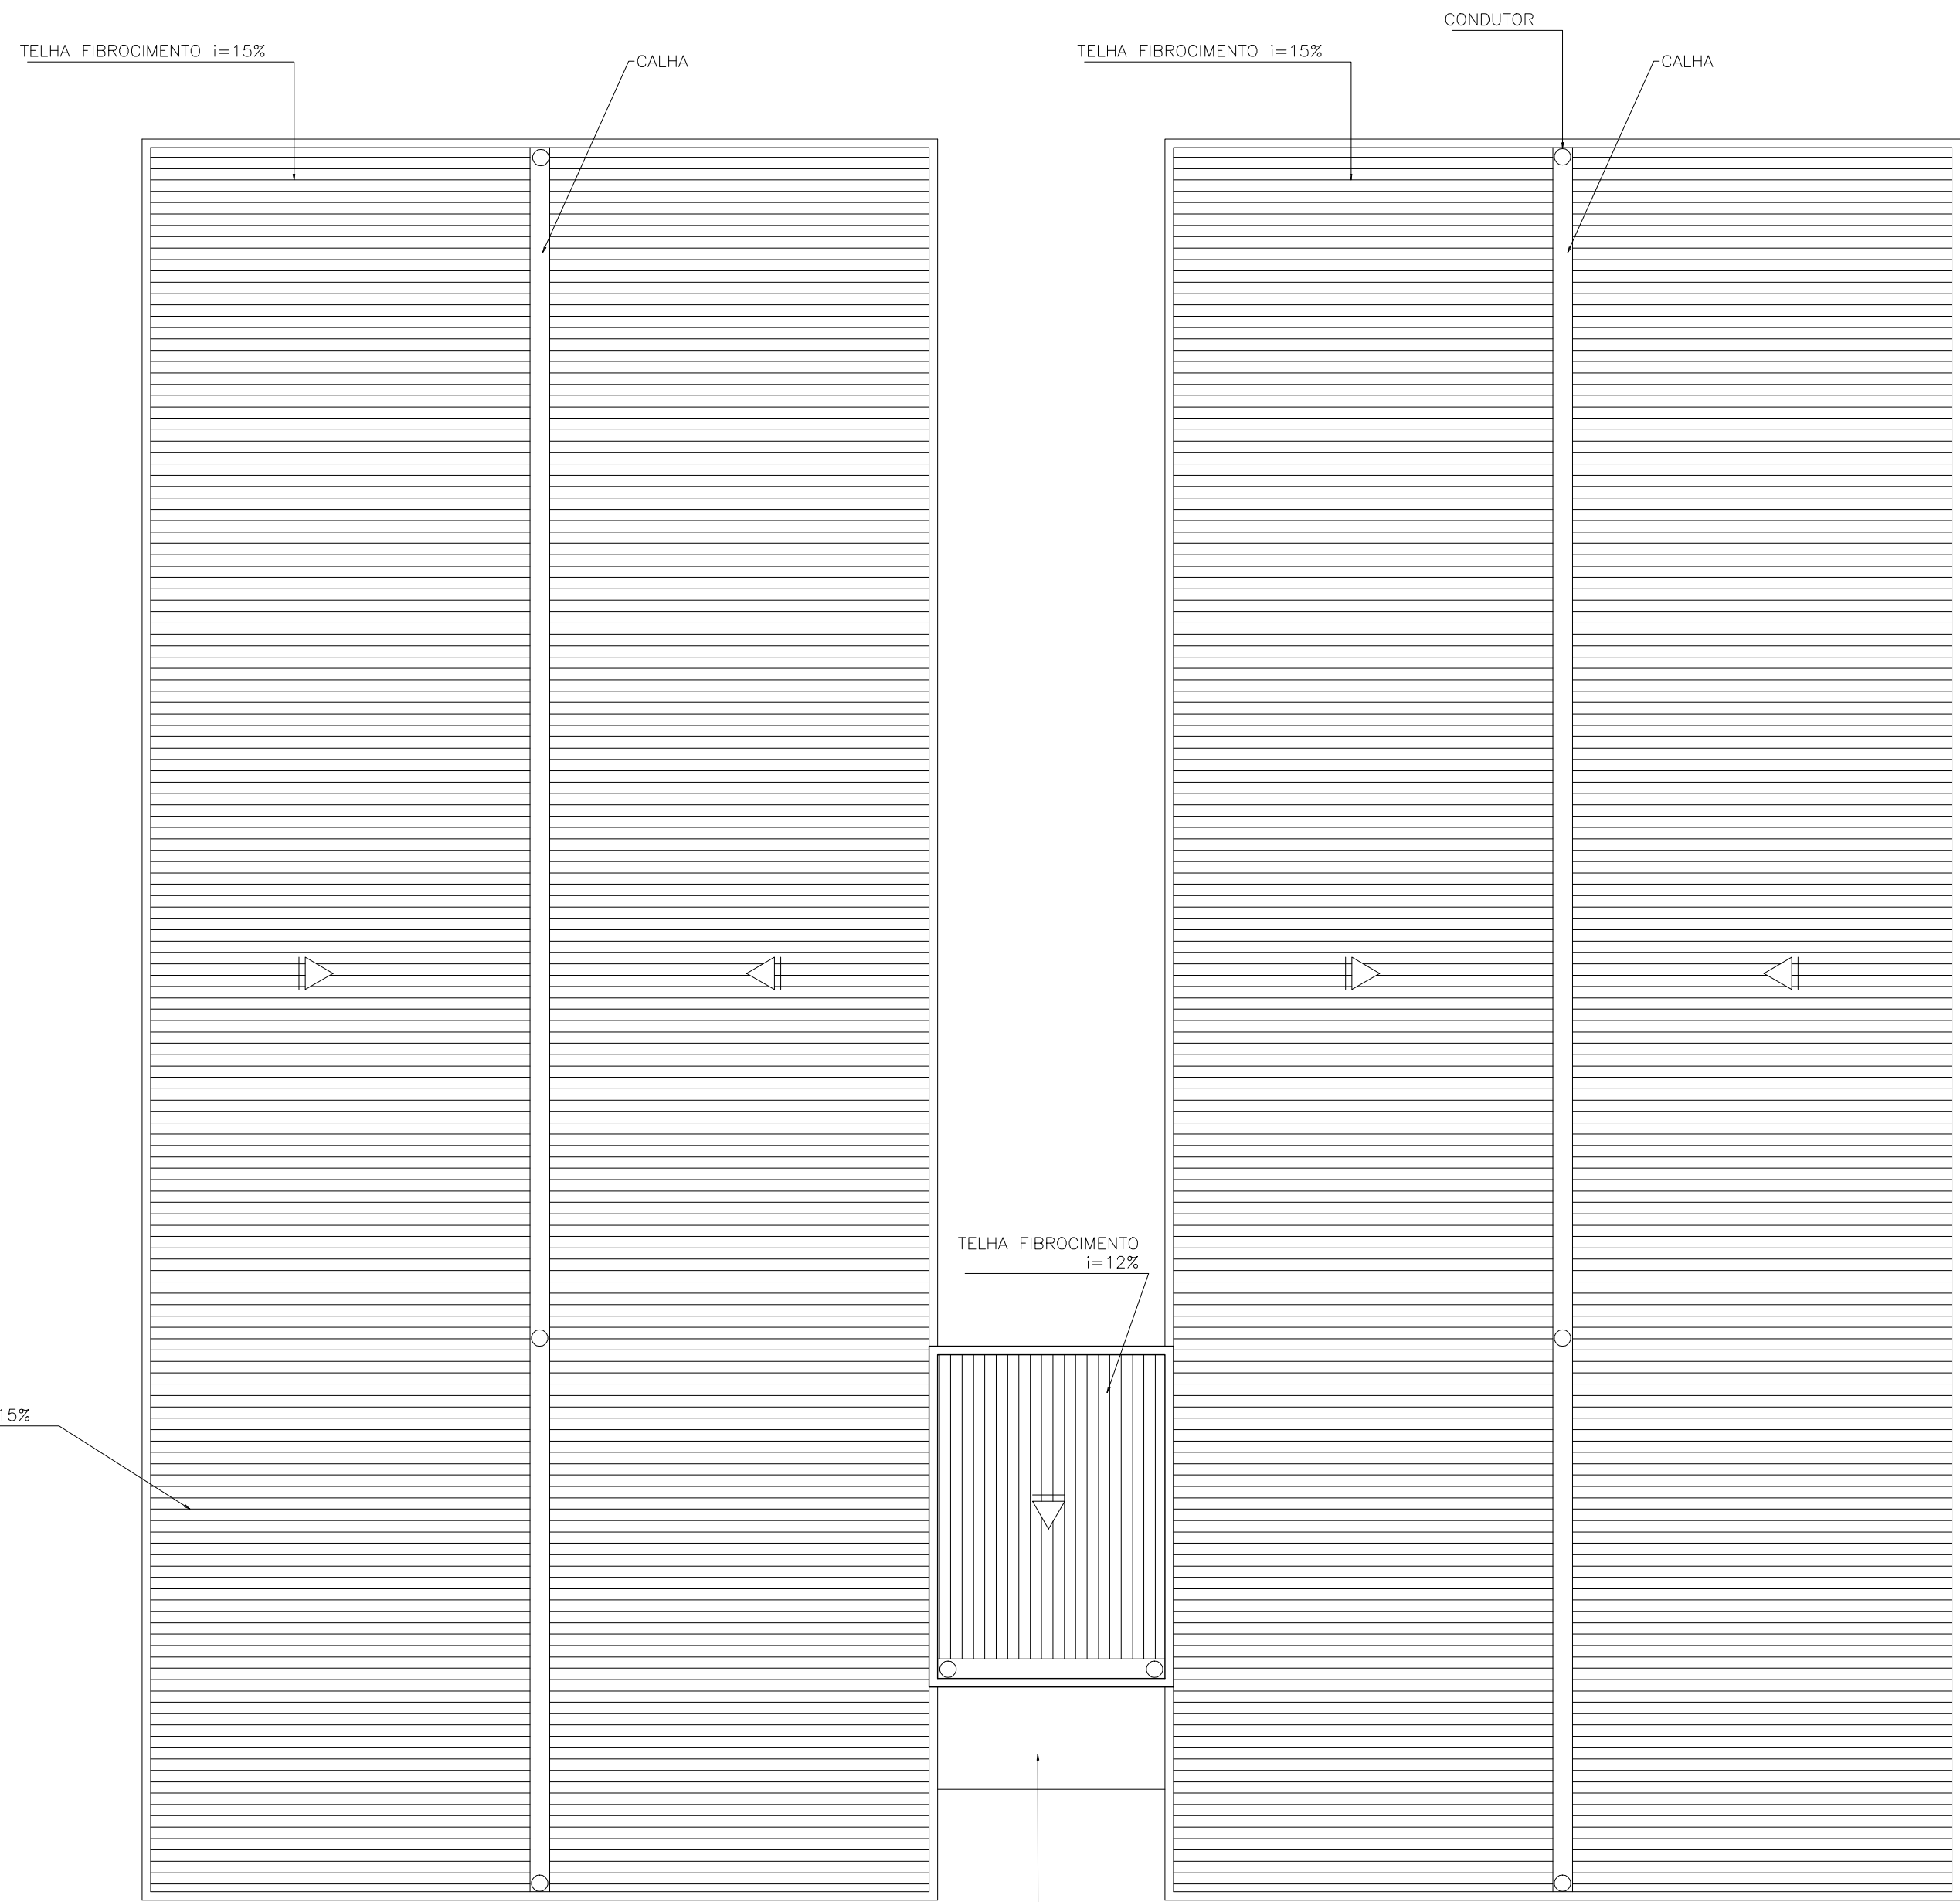 CONDUTOR
TELHA FIBROCIMENTO i=15%
TELHA FIBROCIMENTO i=15%
CALHA
CALHA
TELHA FIBROCIMENTO
i=12%
15%